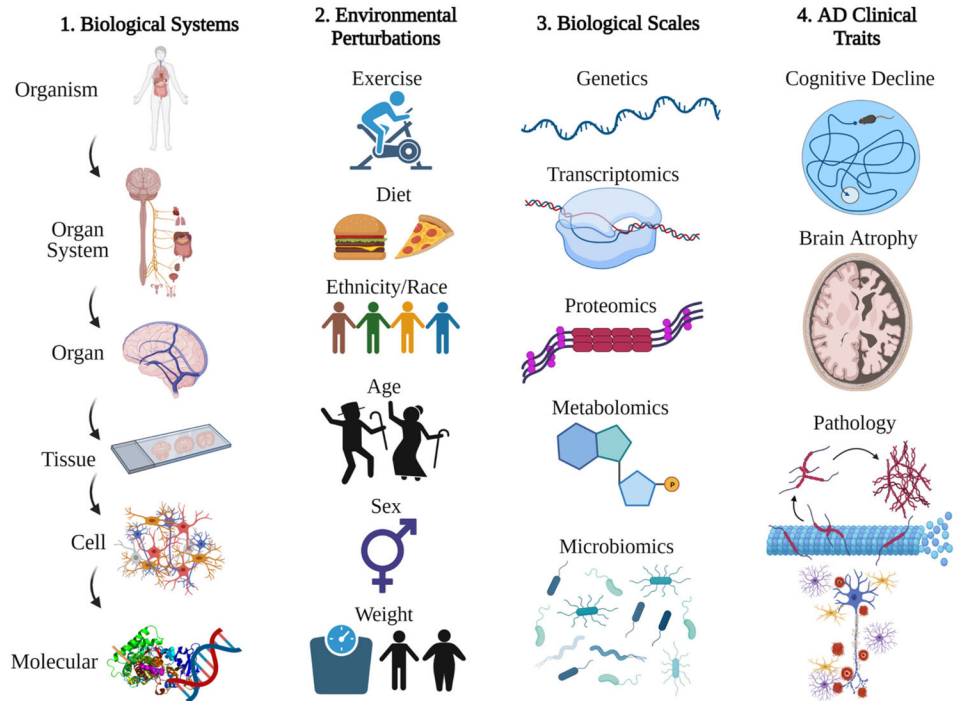 1. Biological Systems
Organism
Organ
System
Organ
Tissue
Cell
Molecular
2. Environmental
Perturbations
Exercise
Diet
Ethnicity/Race
Age
Sex
Weight
3. Biological Scales
Genetics
Transcriptomics
Proteomics
Metabolomics
P
Microbiomics
4. AD Clinical
Traits
Cognitive Decline
Brain Atrophy
Pathology